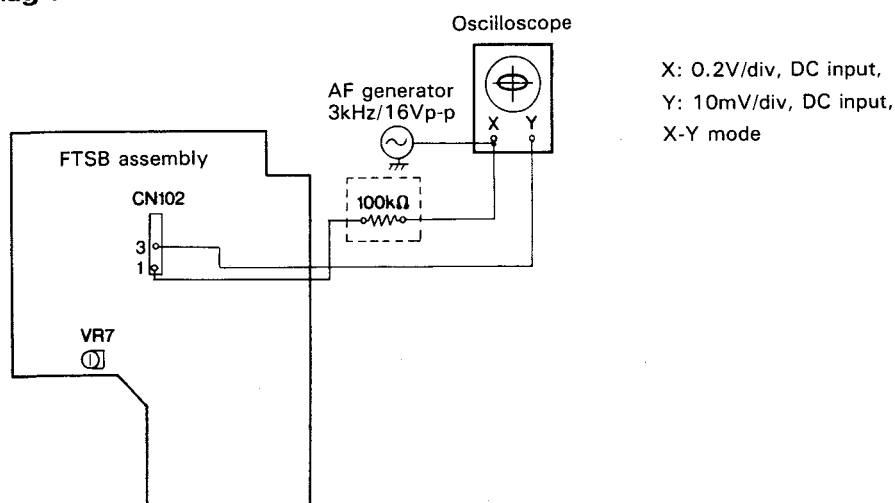 Oscilloscope
AF generator
3kHz/16Vp-p
X Y
X: 0.2V/div, DC input,
Y: 10mV/div, DC input,
X-Y mode
FTSB assembly
CN102
100kΩ
3
1
VR7